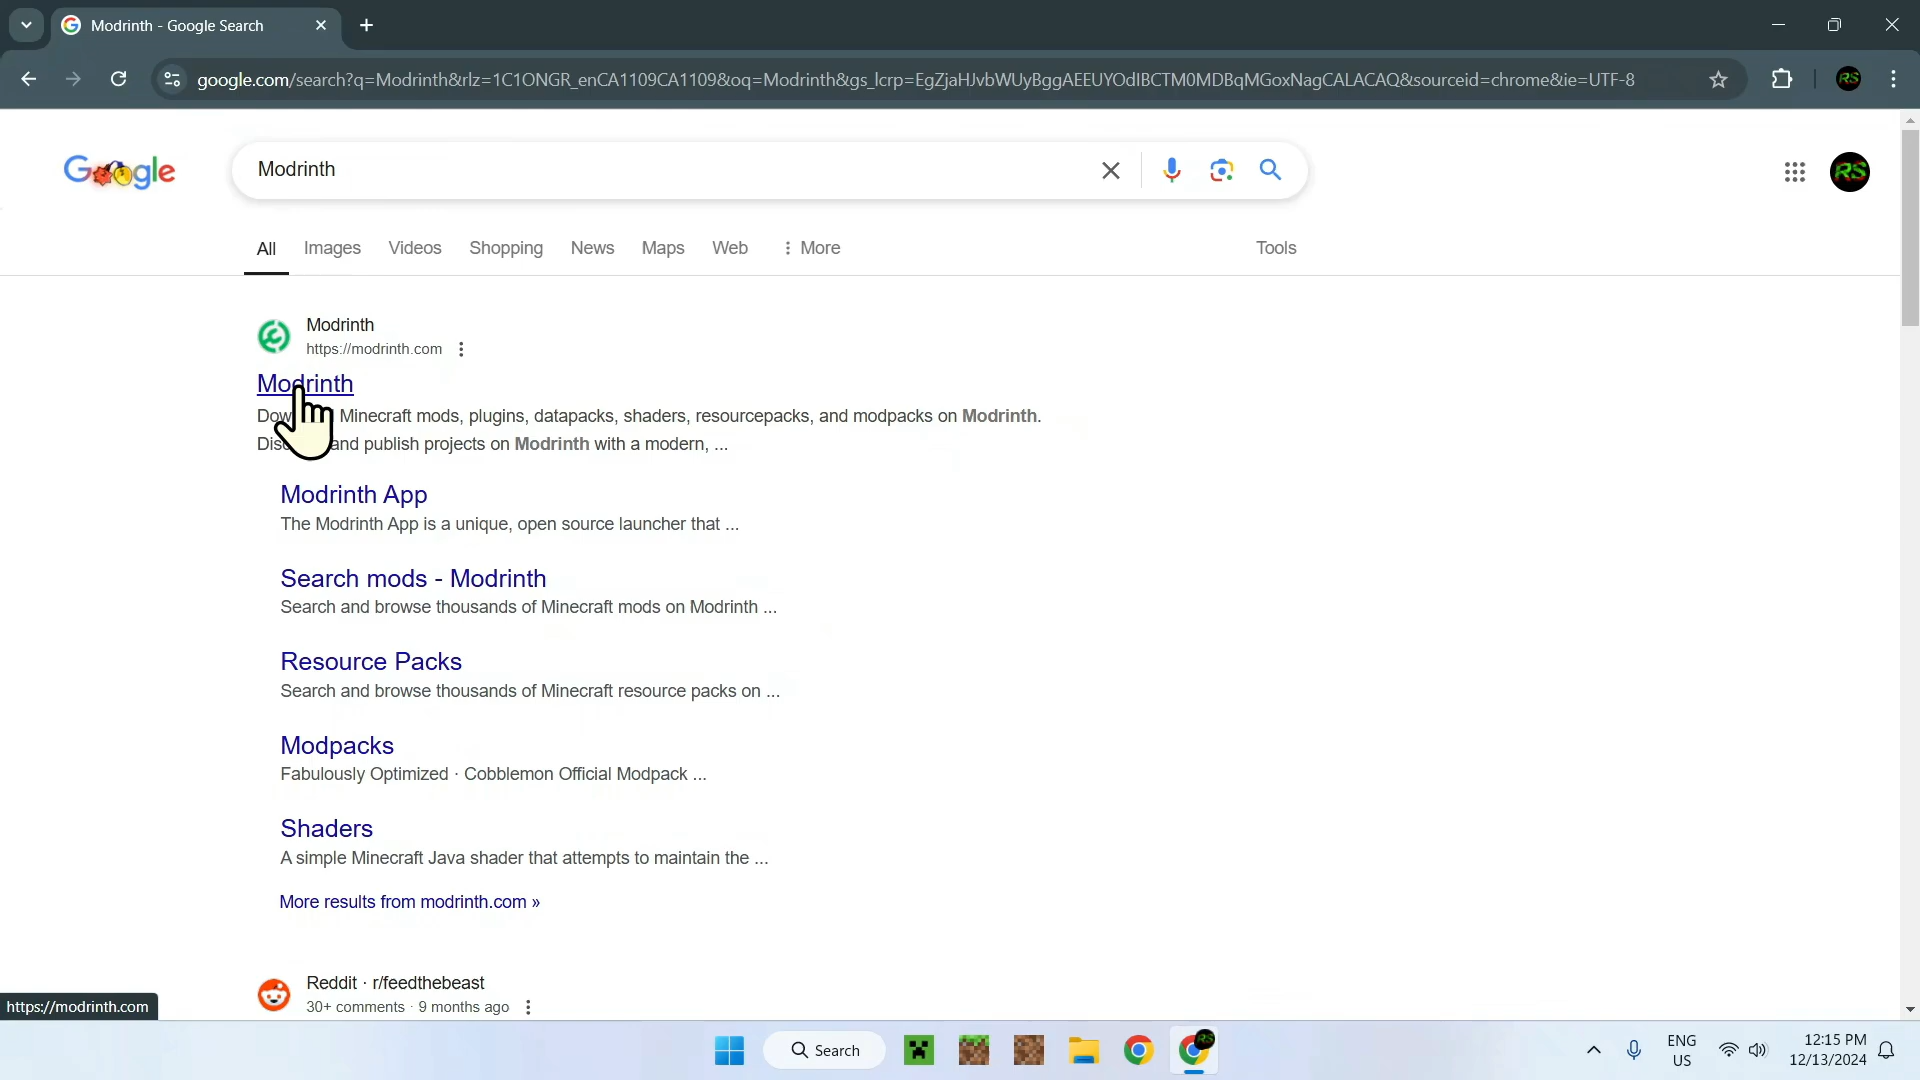 Modrinth - Google Search
google.com/search?q=Modrinth&rlz=1C1ONGR_enCA1109CA1109&oq=Modrinth&gs_lcrp=EgZjaHJvbWUyBggAEEUYOdIBCTM0MDBqMGoxNagCALACAQ&sourceid=chrome&ie=UTF-8
RS
Google
Modrinth
RS
All Images Videos Shopping News Maps Web More Tools
Modrinth
https://modrinth.com
Modrinth
Minecraft mods, plugins, datapacks, shaders, resourcepacks, and modpacks on Modrinth.
and publish projects on Modrinth with a modern, ...
Modrinth App
The Modrinth App is a unique, open source launcher that ...
Search mods - Modrinth
Search and browse thousands of Minecraft mods on Modrinth ...
Resource Packs
Search and browse thousands of Minecraft resource packs on ...
Modpacks
Fabulously Optimized · Cobblemon Official Modpack ...
Shaders
A simple Minecraft Java shader that attempts to maintain the ...
More results from modrinth.com »
Reddit · r/feedthebeast
30+ comments · 9 months ago
https://modrinth.com
Search
RS
ENG
US
12:15 PM
12/13/2024